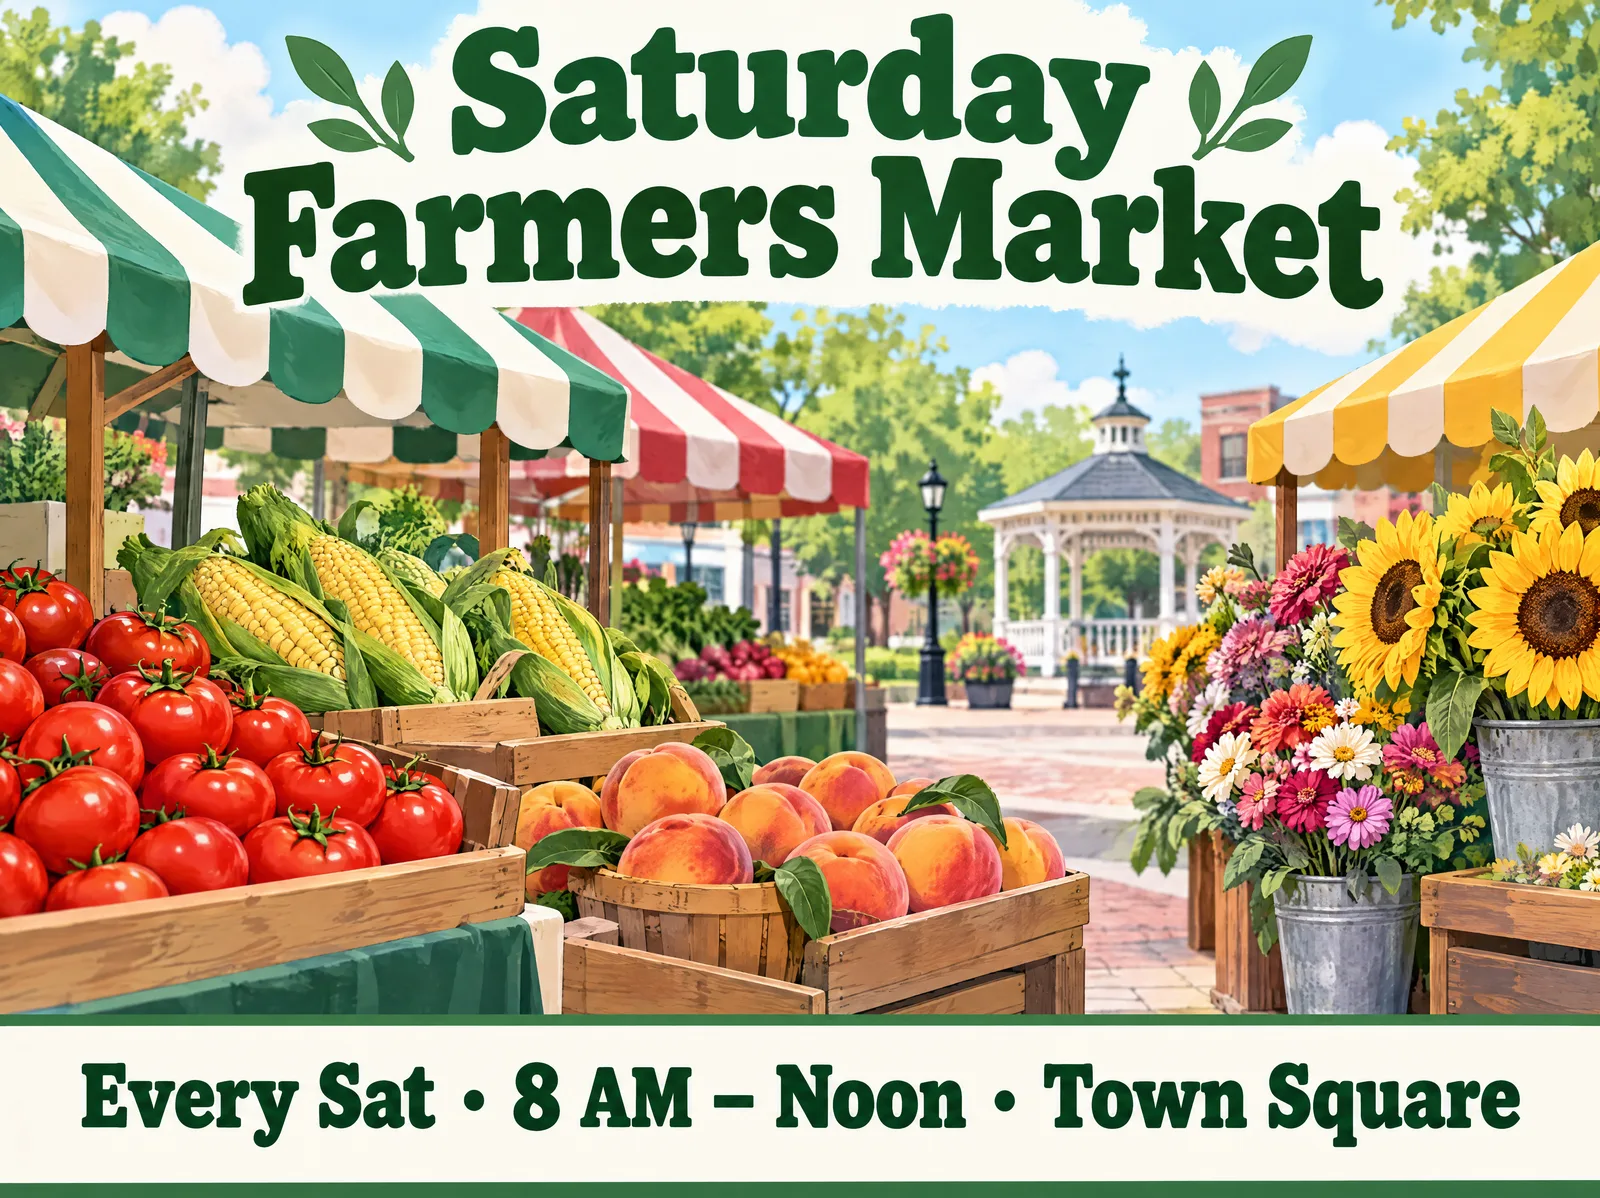 Saturday
Farmers Market
Every Sat • 8 AM – Noon • Town Square